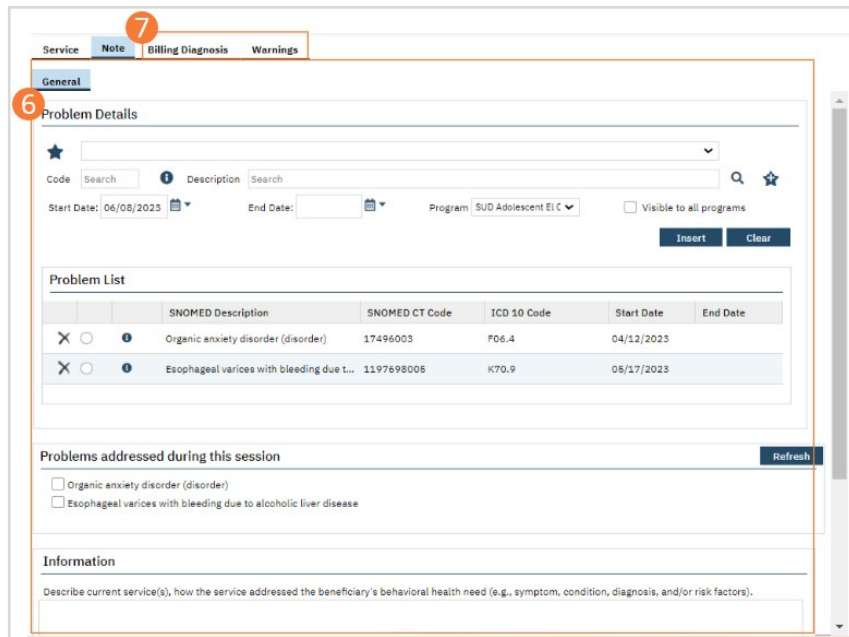 7
Service Note Billing Diagnosis Warnings
General
6
Problem Details
Code Search Description Search
Start Date: 06/08/2023 End Date: Program SUD Adolescent El C Visible to all programs
Insert Clear
Problem List
SNOMED Description SNOMED CT Code ICD 10 Code Start Date End Date
Organic anxiety disorder (disorder) 17496003 F06.4 04/12/2023
Esophageal varices with bleeding due t... 1197698005 K70.9 05/17/2023
Problems addressed during this session Refresh
Organic anxiety disorder (disorder)
Esophageal varices with bleeding due to alcoholic liver disease
Information
Describe current service(s), how the service addressed the beneficiary's behavioral health need (e.g., symptom, condition, diagnosis, and/or risk factors).